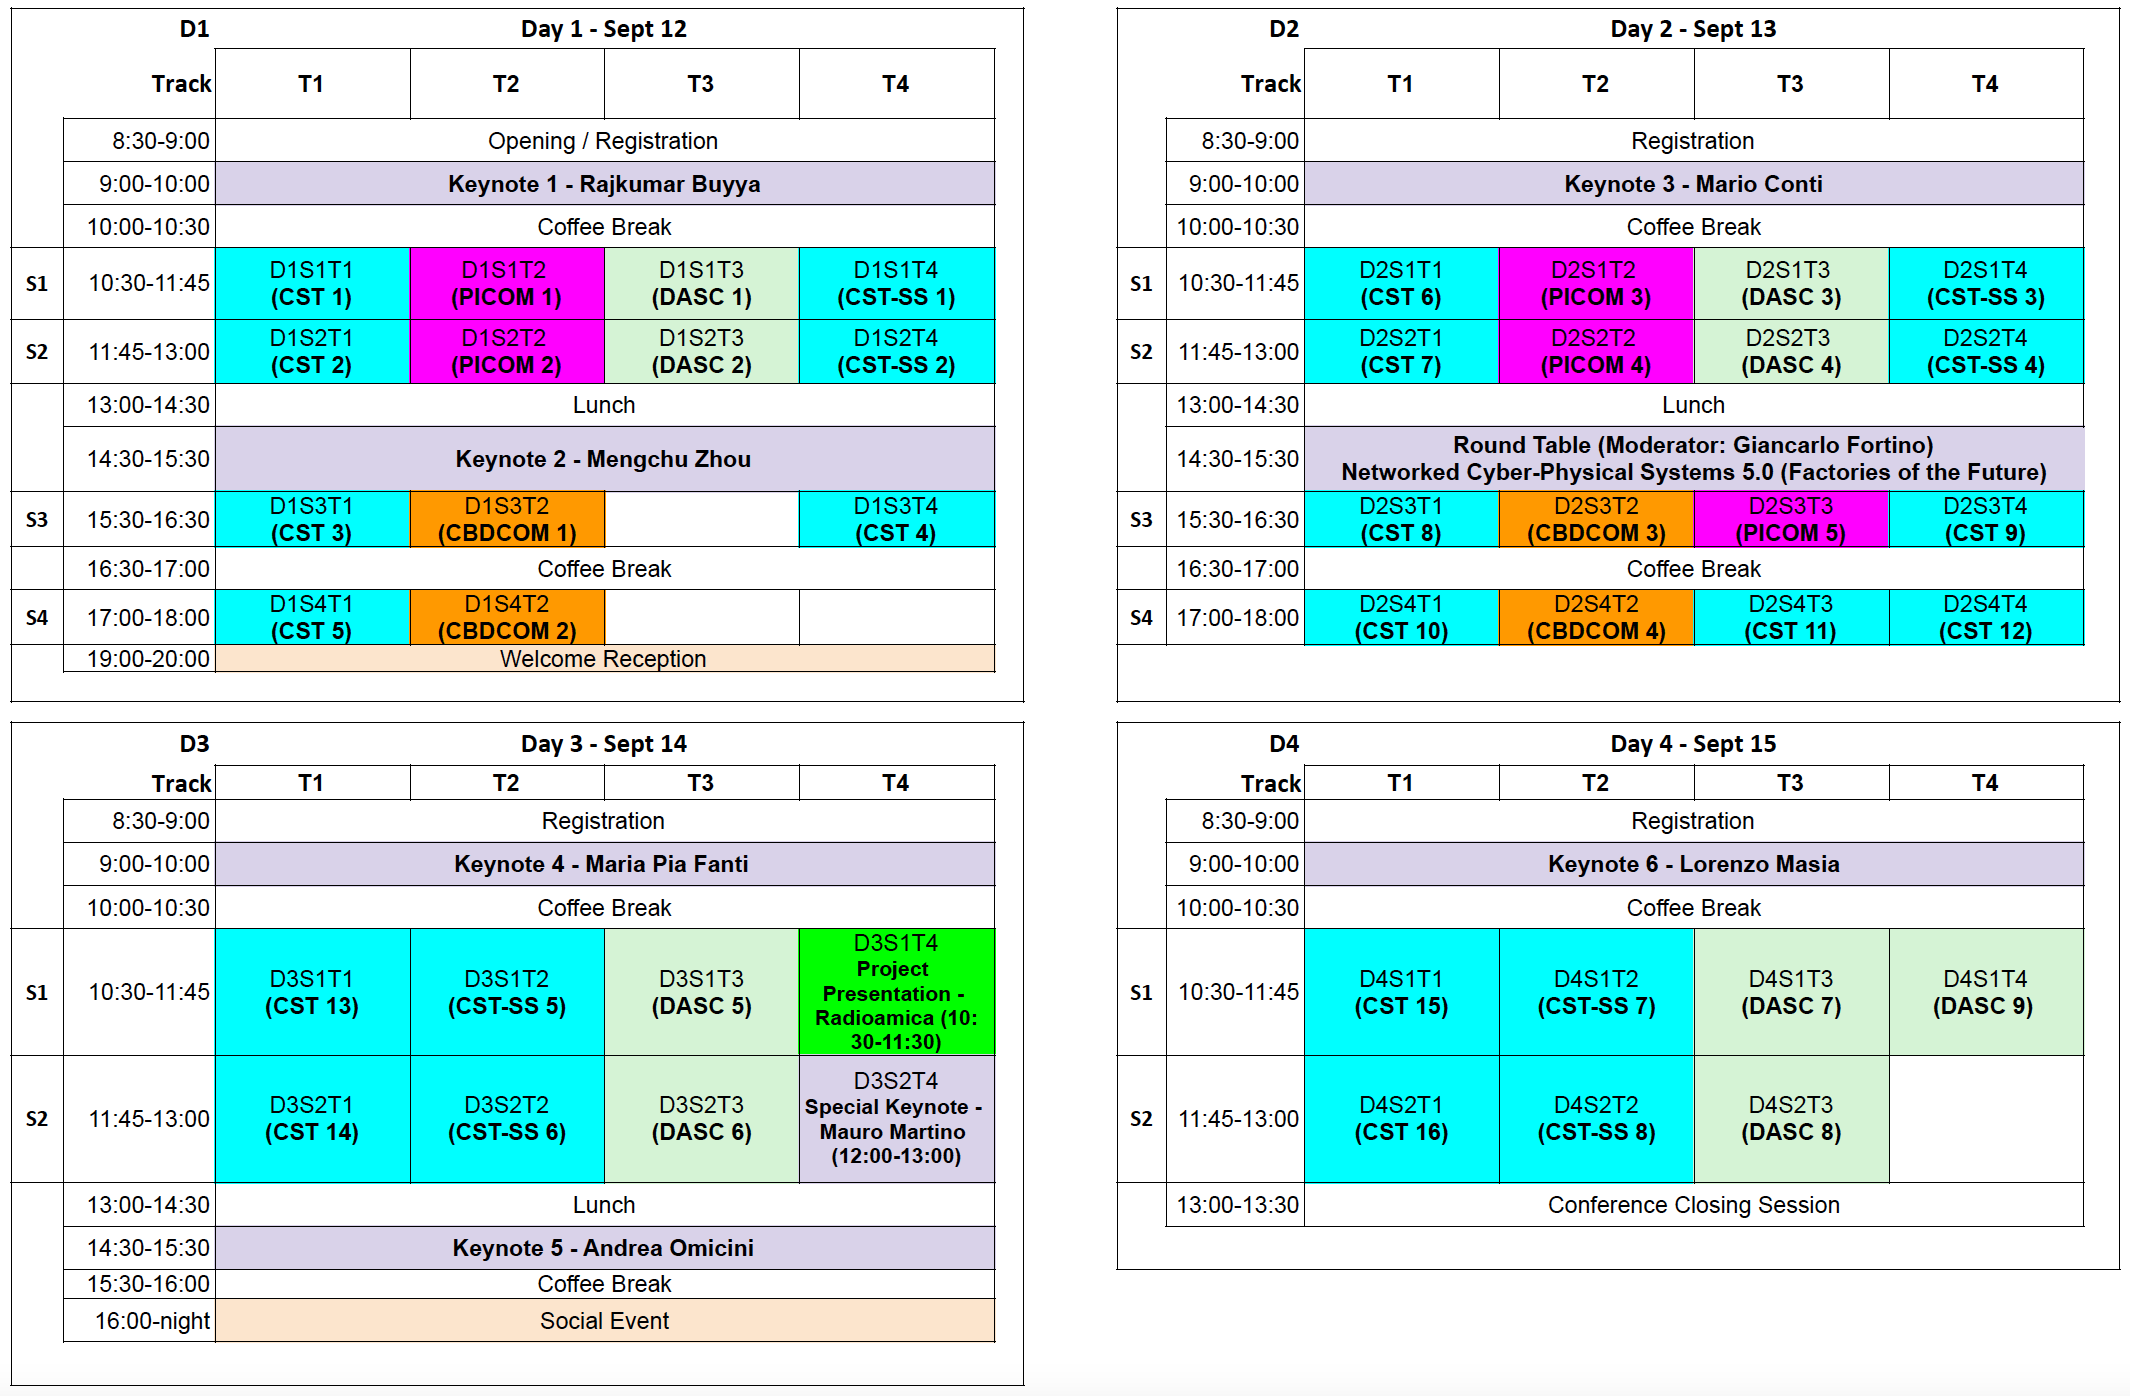 D1 Day 1 - Sept 12
Track T1 T2 T3 T4
8:30-9:00 Opening / Registration
9:00-10:00 Keynote 1 - Rajkumar Buyya
10:00-10:30 Coffee Break
S1 10:30-11:45 D1S1T1 D1S1T2 D1S1T3 D1S1T4
(CST 1) (PICOM 1) (DASC 1) (CST-SS 1)
S2 11:45-13:00 D1S2T1 D1S2T2 D1S2T3 D1S2T4
(CST 2) (PICOM 2) (DASC 2) (CST-SS 2)
13:00-14:30 Lunch
14:30-15:30 Keynote 2 - Mengchu Zhou
S3 15:30-16:30 D1S3T1 D1S3T2 D1S3T4
(CST 3) (CBDCOM 1) (CST 4)
16:30-17:00 Coffee Break
S4 17:00-18:00 D1S4T1 D1S4T2
(CST 5) (CBDCOM 2)
19:00-20:00 Welcome Reception
D2 Day 2 - Sept 13
Track T1 T2 T3 T4
8:30-9:00 Registration
9:00-10:00 Keynote 3 - Mario Conti
10:00-10:30 Coffee Break
S1 10:30-11:45 D2S1T1 D2S1T2 D2S1T3 D2S1T4
(CST 6) (PICOM 3) (DASC 3) (CST-SS 3)
S2 11:45-13:00 D2S2T1 D2S2T2 D2S2T3 D2S2T4
(CST 7) (PICOM 4) (DASC 4) (CST-SS 4)
13:00-14:30 Lunch
14:30-15:30 Round Table (Moderator: Giancarlo Fortino)
Networked Cyber-Physical Systems 5.0 (Factories of the Future)
S3 15:30-16:30 D2S3T1 D2S3T2 D2S3T3 D2S3T4
(CST 8) (CBDCOM 3) (PICOM 5) (CST 9)
16:30-17:00 Coffee Break
S4 17:00-18:00 D2S4T1 D2S4T2 D2S4T3 D2S4T4
(CST 10) (CBDCOM 4) (CST 11) (CST 12)
D3 Day 3 - Sept 14
Track T1 T2 T3 T4
8:30-9:00 Registration
9:00-10:00 Keynote 4 - Maria Pia Fanti
10:00-10:30 Coffee Break
S1 10:30-11:45 D3S1T1 D3S1T2 D3S1T3 D3S1T4
(CST 13) (CST-SS 5) (DASC 5) Project
Presentation -
Radioamica (10:
30-11:30)
S2 11:45-13:00 D3S2T1 D3S2T2 D3S2T3 D3S2T4
(CST 14) (CST-SS 6) (DASC 6) Special Keynote -
Mauro Martino
(12:00-13:00)
13:00-14:30 Lunch
14:30-15:30 Keynote 5 - Andrea Omicini
15:30-16:00 Coffee Break
16:00-night Social Event
D4 Day 4 - Sept 15
Track T1 T2 T3 T4
8:30-9:00 Registration
9:00-10:00 Keynote 6 - Lorenzo Masia
10:00-10:30 Coffee Break
S1 10:30-11:45 D4S1T1 D4S1T2 D4S1T3 D4S1T4
(CST 15) (CST-SS 7) (DASC 7) (DASC 9)
S2 11:45-13:00 D4S2T1 D4S2T2 D4S2T3
(CST 16) (CST-SS 8) (DASC 8)
13:00-13:30 Conference Closing Session